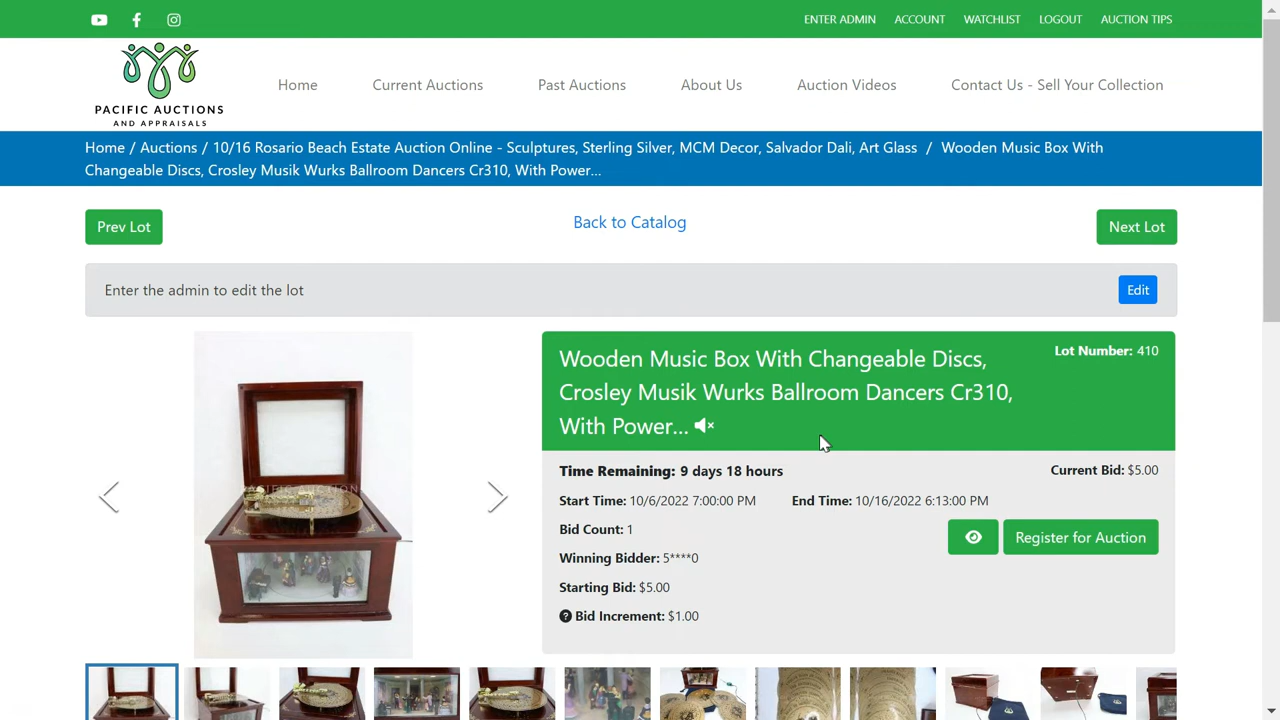 ENTER ADMIN ACCOUNT WATCHLIST LOGOUT AUCTION TIPS
PACIFIC AUCTIONS
AND APPRAISALS
Home Current Auctions Past Auctions About Us Auction Videos Contact Us - Sell Your Collection
Home / Auctions / 10/16 Rosario Beach Estate Auction Online - Sculptures, Sterling Silver, MCM Decor, Salvador Dali, Art Glass / Wooden Music Box With
Changeable Discs, Crosley Musik Wurks Ballroom Dancers Cr310, With Power...
Prev Lot Back to Catalog Next Lot
Enter the admin to edit the lot Edit
Wooden Music Box With Changeable Discs,
Crosley Musik Wurks Ballroom Dancers Cr310,
With Power...
Lot Number: 410
Time Remaining: 9 days 18 hours Current Bid: $5.00
Start Time: 10/6/2022 7:00:00 PM End Time: 10/16/2022 6:13:00 PM
Bid Count: 1
Register for Auction
Winning Bidder: 5****0
Starting Bid: $5.00
? Bid Increment: $1.00